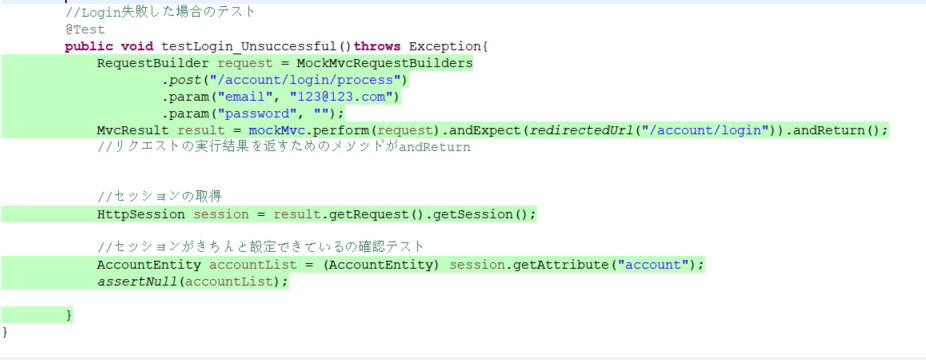 //Login失敗した場合のテスト
@Test
public void testLogin_Unsuccessful()throws Exception{
RequestBuilder request = MockMvcRequestBuilders
.post("/account/login/process")
.param("email", "123@123.com")
.param("password", "");
MvcResult result = mockMvc.perform(request).andExpect(redirectedUrl("/account/login")).andReturn();
//リクエストの実行結果を返すためのメソッドがandReturn
//セッションの取得
HttpSession session = result.getRequest().getSession();
//セッションがきちんと設定できているの確認テスト
AccountEntity accountList = (AccountEntity) session.getAttribute("account");
assertNull(accountList);
}
}